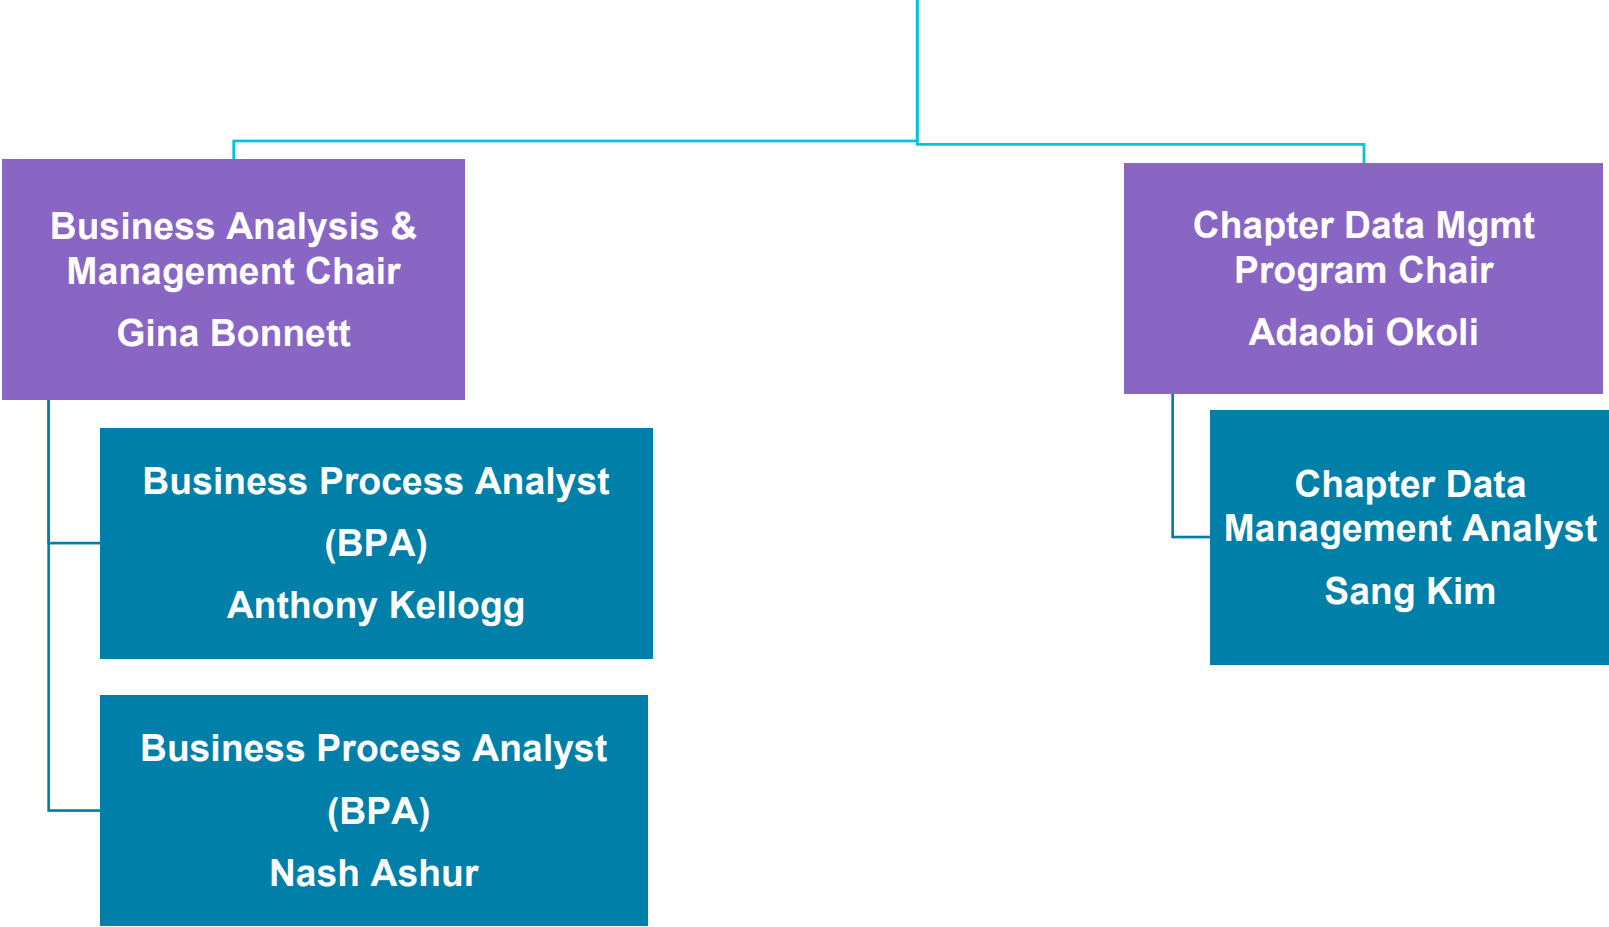 Business Analysis &
Management Chair
Gina Bonnett
Business Process Analyst
(BPA)
Anthony Kellogg
Business Process Analyst
(BPA)
Nash Ashur
Chapter Data Mgmt
Program Chair
Adaobi Okoli
Chapter Data
Management Analyst
Sang Kim